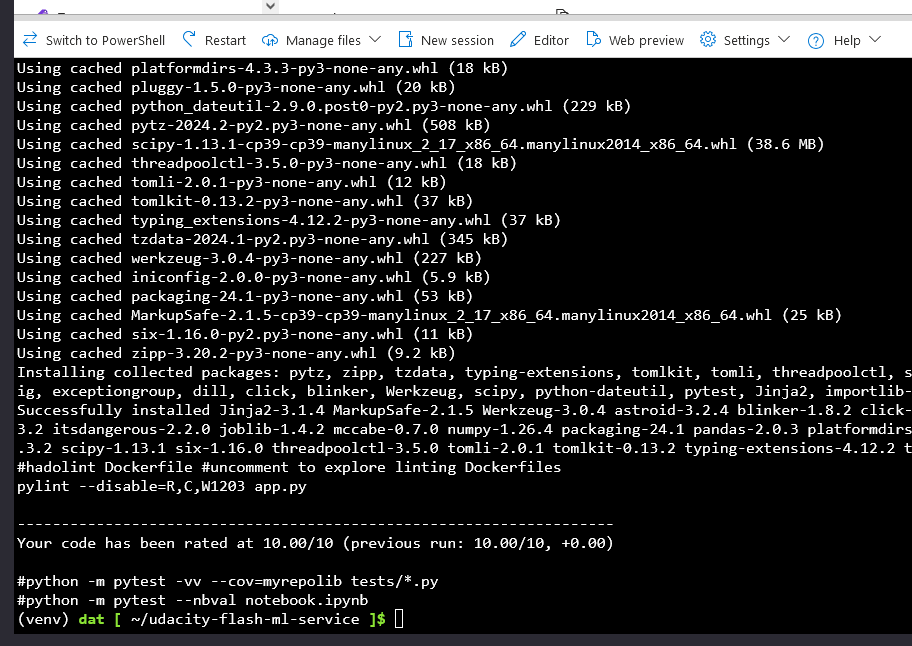 Switch to PowerShell Restart Manage files New session Editor Web preview Settings Help
Using cached platformdirs-4.3.3-py3-none-any.whl (18 kB)
Using cached pluggy-1.5.0-py3-none-any.whl (20 kB)
Using cached python_dateutil-2.9.0.post0-py2.py3-none-any.whl (229 kB)
Using cached pytz-2024.2-py2.py3-none-any.whl (508 kB)
Using cached scipy-1.13.1-cp39-cp39-manylinux_2_17_x86_64.manylinux2014_x86_64.whl (38.6 MB)
Using cached threadpoolctl-3.5.0-py3-none-any.whl (18 kB)
Using cached tomli-2.0.1-py3-none-any.whl (12 kB)
Using cached tomlkit-0.13.2-py3-none-any.whl (37 kB)
Using cached typing_extensions-4.12.2-py3-none-any.whl (37 kB)
Using cached tzdata-2024.1-py2.py3-none-any.whl (345 kB)
Using cached werkzeug-3.0.4-py3-none-any.whl (227 kB)
Using cached iniconfig-2.0.0-py3-none-any.whl (5.9 kB)
Using cached packaging-24.1-py3-none-any.whl (53 kB)
Using cached MarkupSafe-2.1.5-cp39-cp39-manylinux_2_17_x86_64.manylinux2014_x86_64.whl (25 kB)
Using cached six-1.16.0-py2.py3-none-any.whl (11 kB)
Using cached zipp-3.20.2-py3-none-any.whl (9.2 kB)
Installing collected packages: pytz, zipp, tzdata, typing-extensions, tomlkit, tomli, threadpoolctl, s
ig, exceptiongroup, dill, click, blinker, Werkzeug, scipy, python-dateutil, pytest, Jinja2, importlib-
Successfully installed Jinja2-3.1.4 MarkupSafe-2.1.5 Werkzeug-3.0.4 astroid-3.2.4 blinker-1.8.2 click-
3.2 itsdangerous-2.2.0 joblib-1.4.2 mccabe-0.7.0 numpy-1.26.4 packaging-24.1 pandas-2.0.3 platformdirs
.3.2 scipy-1.13.1 six-1.16.0 threadpoolctl-3.5.0 tomli-2.0.1 tomlkit-0.13.2 typing-extensions-4.12.2 t
#hadolint Dockerfile #uncomment to explore linting Dockerfiles
pylint --disable=R,C,W1203 app.py
--------------------------------------------------------------------
Your code has been rated at 10.00/10 (previous run: 10.00/10, +0.00)
#python -m pytest -vv --cov=myrepolib tests/*.py
#python -m pytest --nbval notebook.ipynb
(venv) dat [ ~/udacity-flash-ml-service ]$